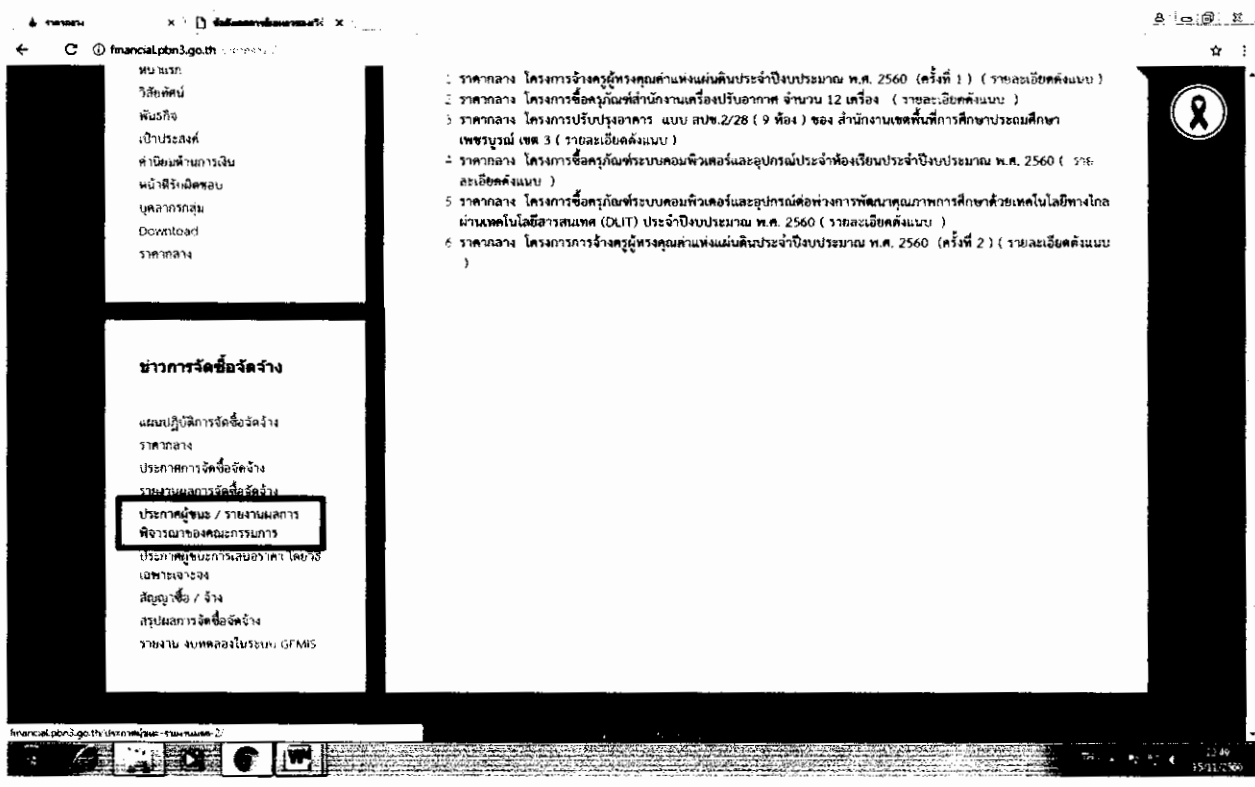 ราคากลาง
financial.pbn3.go.th
หน้าแรก
วิสัยทัศน์
พันธกิจ
เป้าประสงค์
ค่านิยมด้านการเงิน
หน้าที่รับผิดชอบ
บุคลากรกลุ่ม
Download
ราคากลาง
ข่าวการจัดซื้อจัดจ้าง
แผนปฏิบัติการจัดซื้อจัดจ้าง
ราคากลาง
ประกาศการจัดซื้อจัดจ้าง
รายงานผลการจัดซื้อจัดจ้าง
ประกาศผู้ชนะ / รายงานผลการ
พิจารณาของคณะกรรมการ
ประกาศผู้ชนะการเสนอราคา โดยวิธี
เฉพาะเจาะจง
สัญญาซื้อ / จ้าง
สรุปผลการจัดซื้อจัดจ้าง
รายงาน งบทดลองในระบบ GFMIS
1 ราคากลาง โครงการจ้างครูผู้ทรงคุณค่าแห่งแผ่นดินประจำปีงบประมาณ พ.ศ. 2560 (ครั้งที่ 1 ) ( รายละเอียดดังแนบ )
2 ราคากลาง โครงการซื้อครุภัณฑ์สำนักงานเครื่องปรับอากาศ จำนวน 12 เครื่อง ( รายละเอียดดังแนบ )
3 ราคากลาง โครงการปรับปรุงอาคาร แบบ สปช.2/28 ( 9 ห้อง ) ของ สำนักงานเขตพื้นที่การศึกษาประถมศึกษา
เพชรบูรณ์ เขต 3 ( รายละเอียดดังแนบ )
4 ราคากลาง โครงการซื้อครุภัณฑ์ระบบคอมพิวเตอร์และอุปกรณ์ประจำห้องเรียนประจำปีงบประมาณ พ.ศ. 2560 ( ราย
ละเอียดดังแนบ )
5 ราคากลาง โครงการซื้อครุภัณฑ์ระบบคอมพิวเตอร์และอุปกรณ์ต่อพ่วงการพัฒนาคุณภาพการศึกษาด้วยเทคโนโลยีทางไกล
ผ่านเทคโนโลยีสารสนเทศ (DLIT) ประจำปีงบประมาณ พ.ศ. 2560 ( รายละเอียดดังแนบ )
6 ราคากลาง โครงการการจ้างครูผู้ทรงคุณค่าแห่งแผ่นดินประจำปีงบประมาณ พ.ศ. 2560 (ครั้งที่ 2 ) ( รายละเอียดดังแนบ
)
12:49
15/11/2560